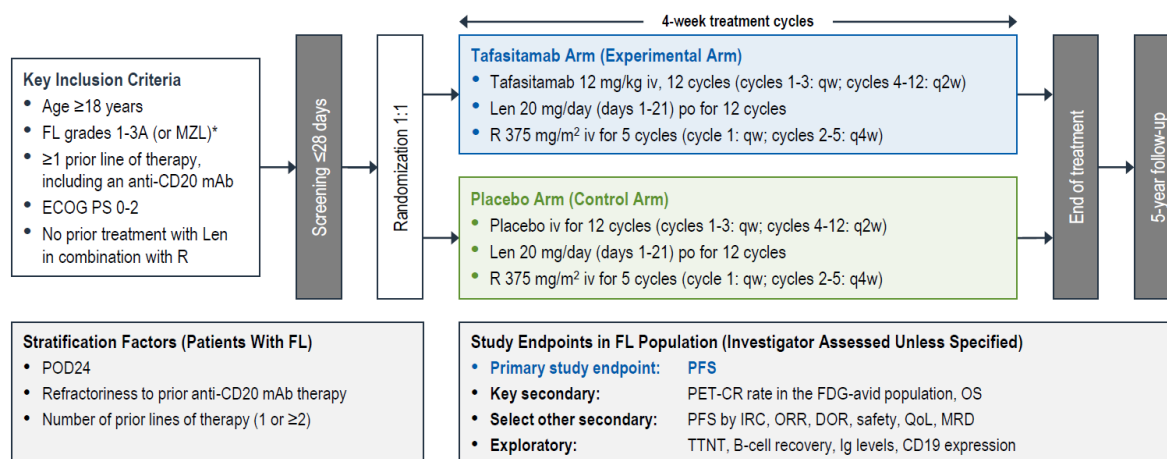 4-week treatment cycles
Key Inclusion Criteria
• Age ≥18 years
• FL grades 1-3A (or MZL)*
• ≥1 prior line of therapy,
including an anti-CD20 mAb
• ECOG PS 0-2
• No prior treatment with Len
in combination with R
Screening ≤28 days
Randomization 1:1
Tafasitamab Arm (Experimental Arm)
• Tafasitamab 12 mg/kg iv, 12 cycles (cycles 1-3: qw; cycles 4-12: q2w)
• Len 20 mg/day (days 1-21) po for 12 cycles
• R 375 mg/m² iv for 5 cycles (cycle 1: qw; cycles 2-5: q4w)
Placebo Arm (Control Arm)
• Placebo iv for 12 cycles (cycles 1-3: qw; cycles 4-12: q2w)
• Len 20 mg/day (days 1-21) po for 12 cycles
• R 375 mg/m² iv for 5 cycles (cycle 1: qw; cycles 2-5: q4w)
End of treatment
5-year follow-up
Stratification Factors (Patients With FL)
• POD24
• Refractoriness to prior anti-CD20 mAb therapy
• Number of prior lines of therapy (1 or ≥2)
Study Endpoints in FL Population (Investigator Assessed Unless Specified)
• Primary study endpoint: PFS
• Key secondary: PET-CR rate in the FDG-avid population, OS
• Select other secondary: PFS by IRC, ORR, DOR, safety, QoL, MRD
• Exploratory: TTNT, B-cell recovery, Ig levels, CD19 expression